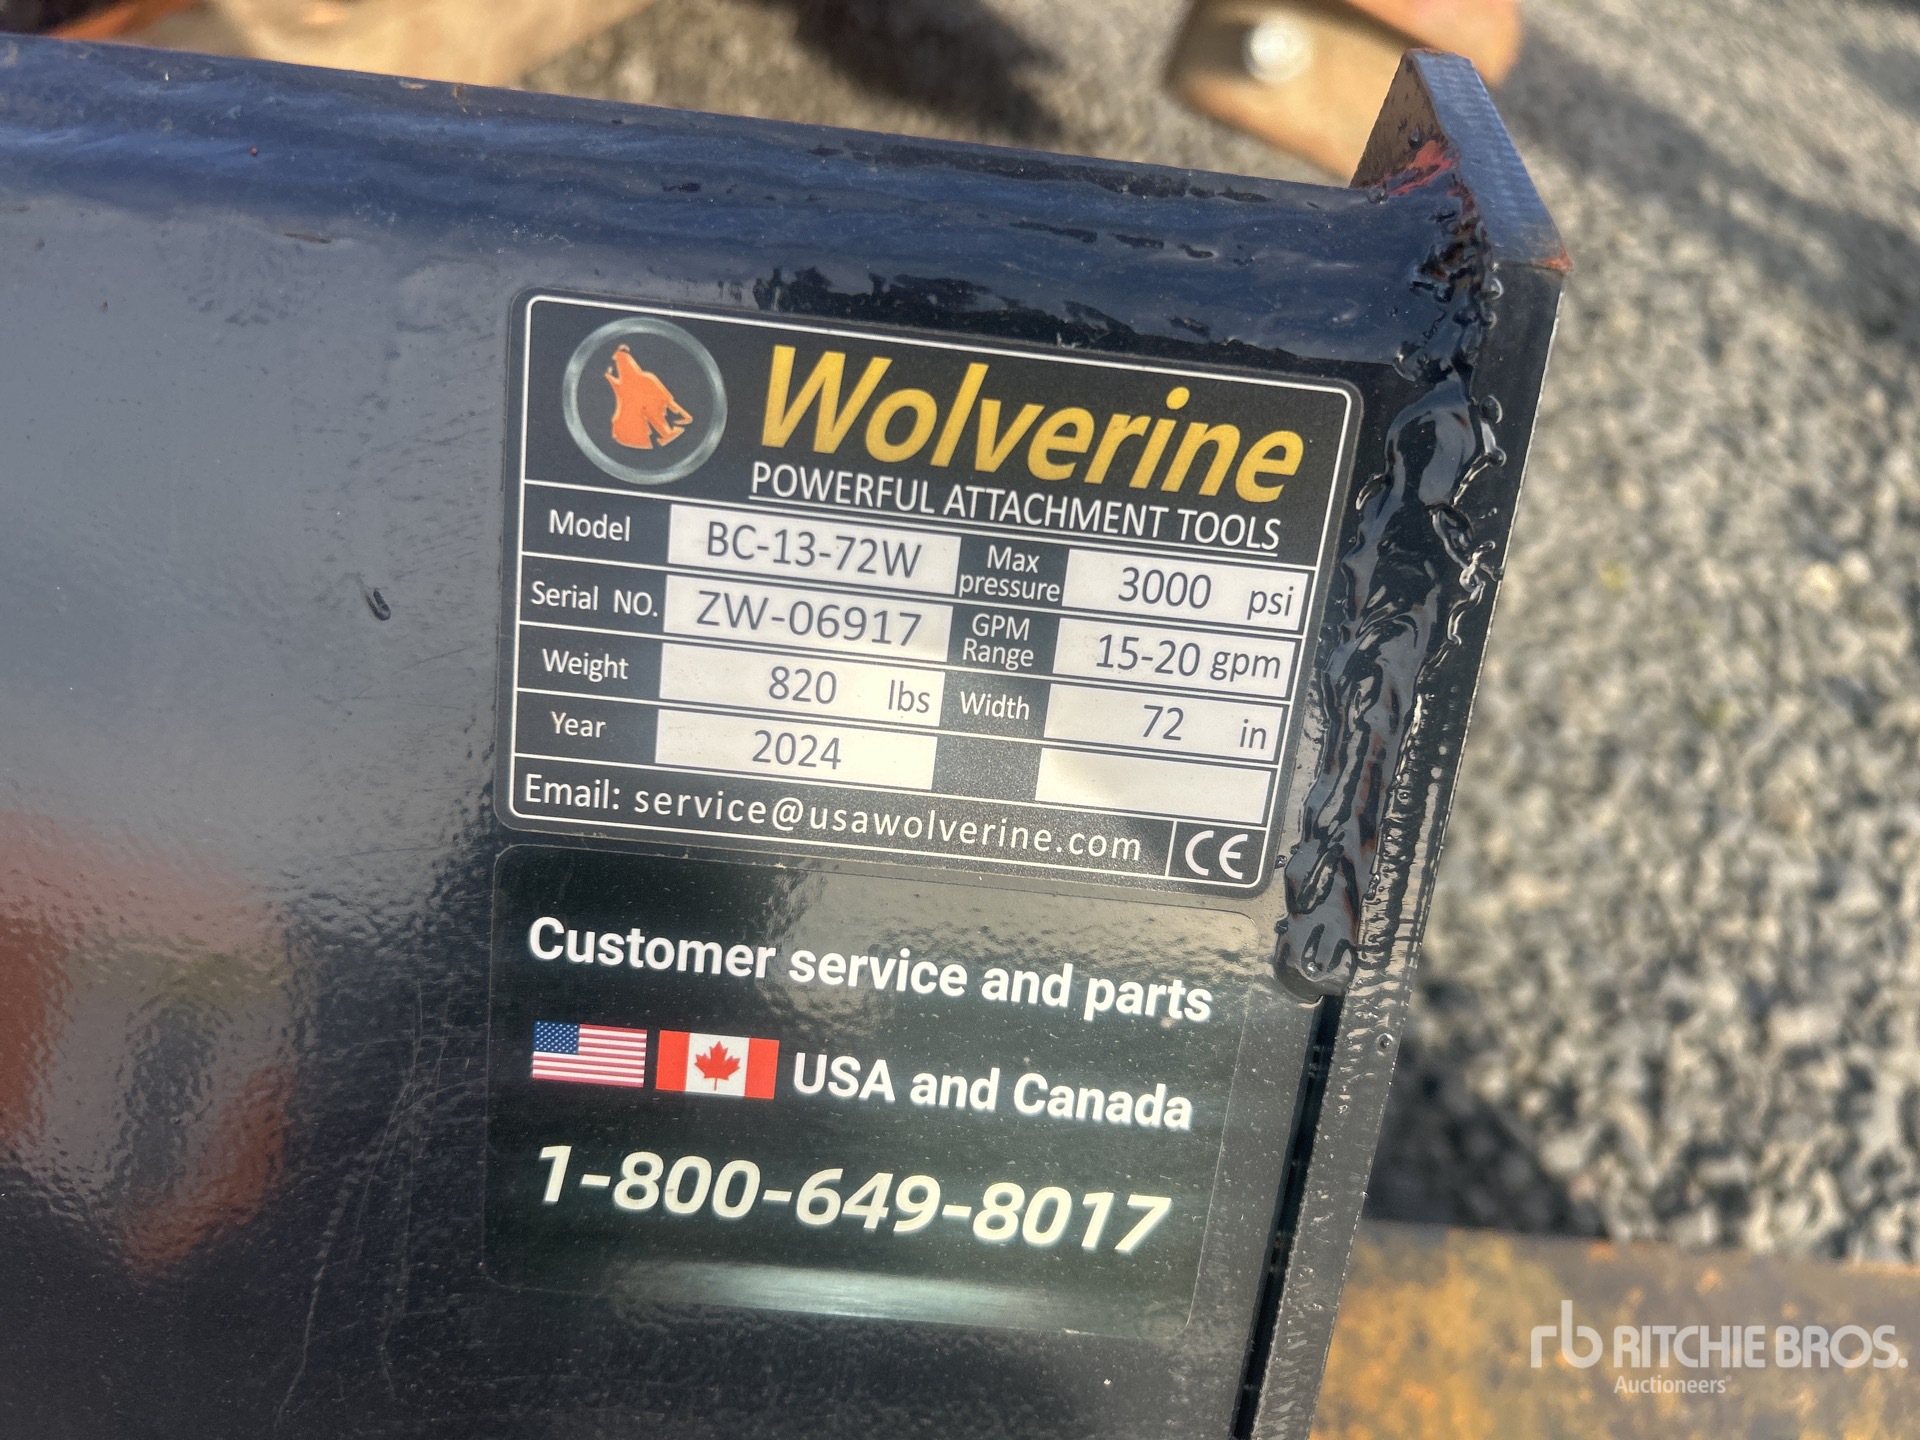 Wolverine
POWERFUL ATTACHMENT TOOLS
Model BC-13-72W Max pressure 3000 psi
Serial NO. ZW-06917 GPM Range 15-20 gpm
Weight 820 lbs Width 72 in
Year 2024
Email: service@usawolverine.com CE
Customer service and parts
USA and Canada
1-800-649-8017
rb RITCHIE BROS.
Auctioneers